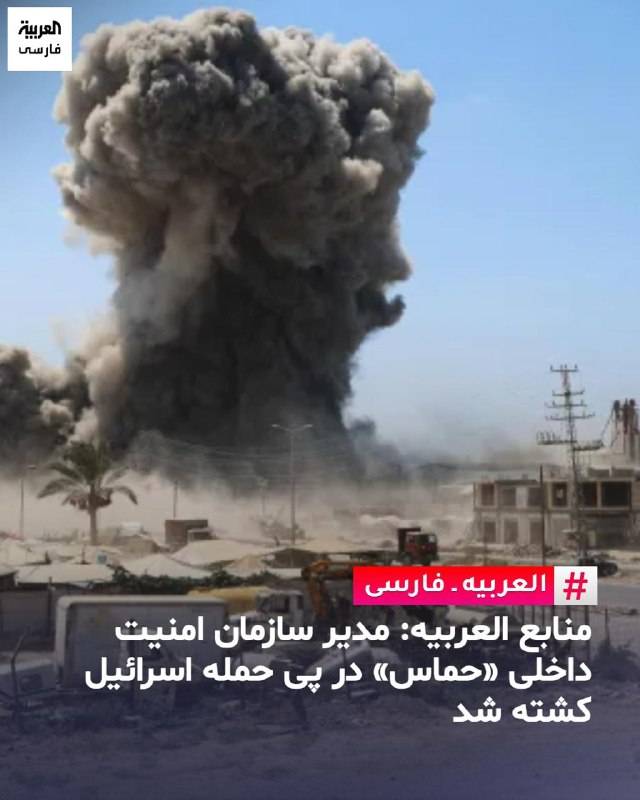 العربية
فارسی
# العربیه ـ فارسی
منابع العربیه: مدیر سازمان امنیت
داخلی «حماس» در پی حمله اسرائیل
کشته شد